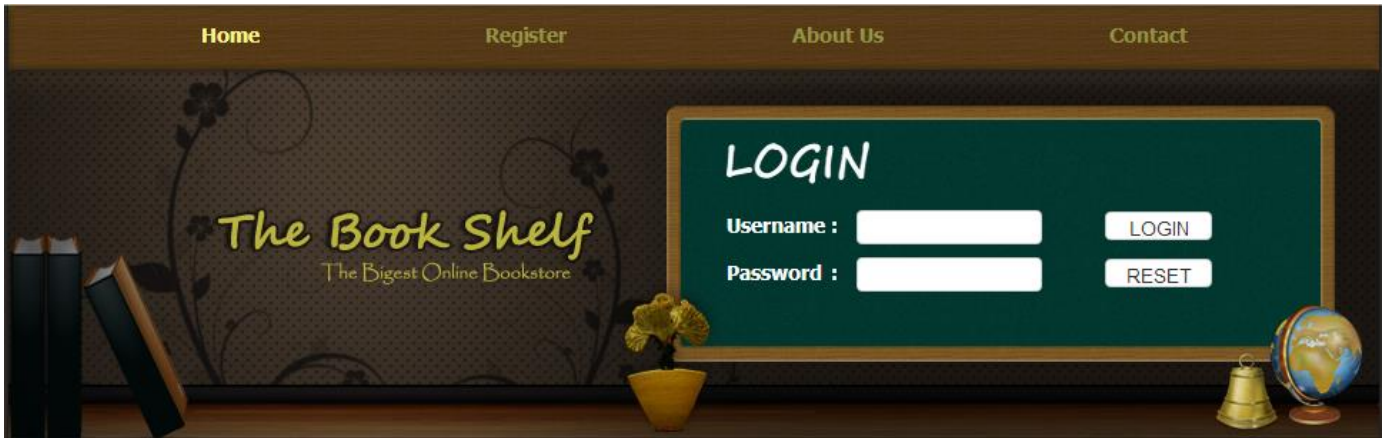 Home Register About Us Contact
LOGIN
The Book Shelf
The Bigest Online Bookstore
Username :
LOGIN
Password :
RESET